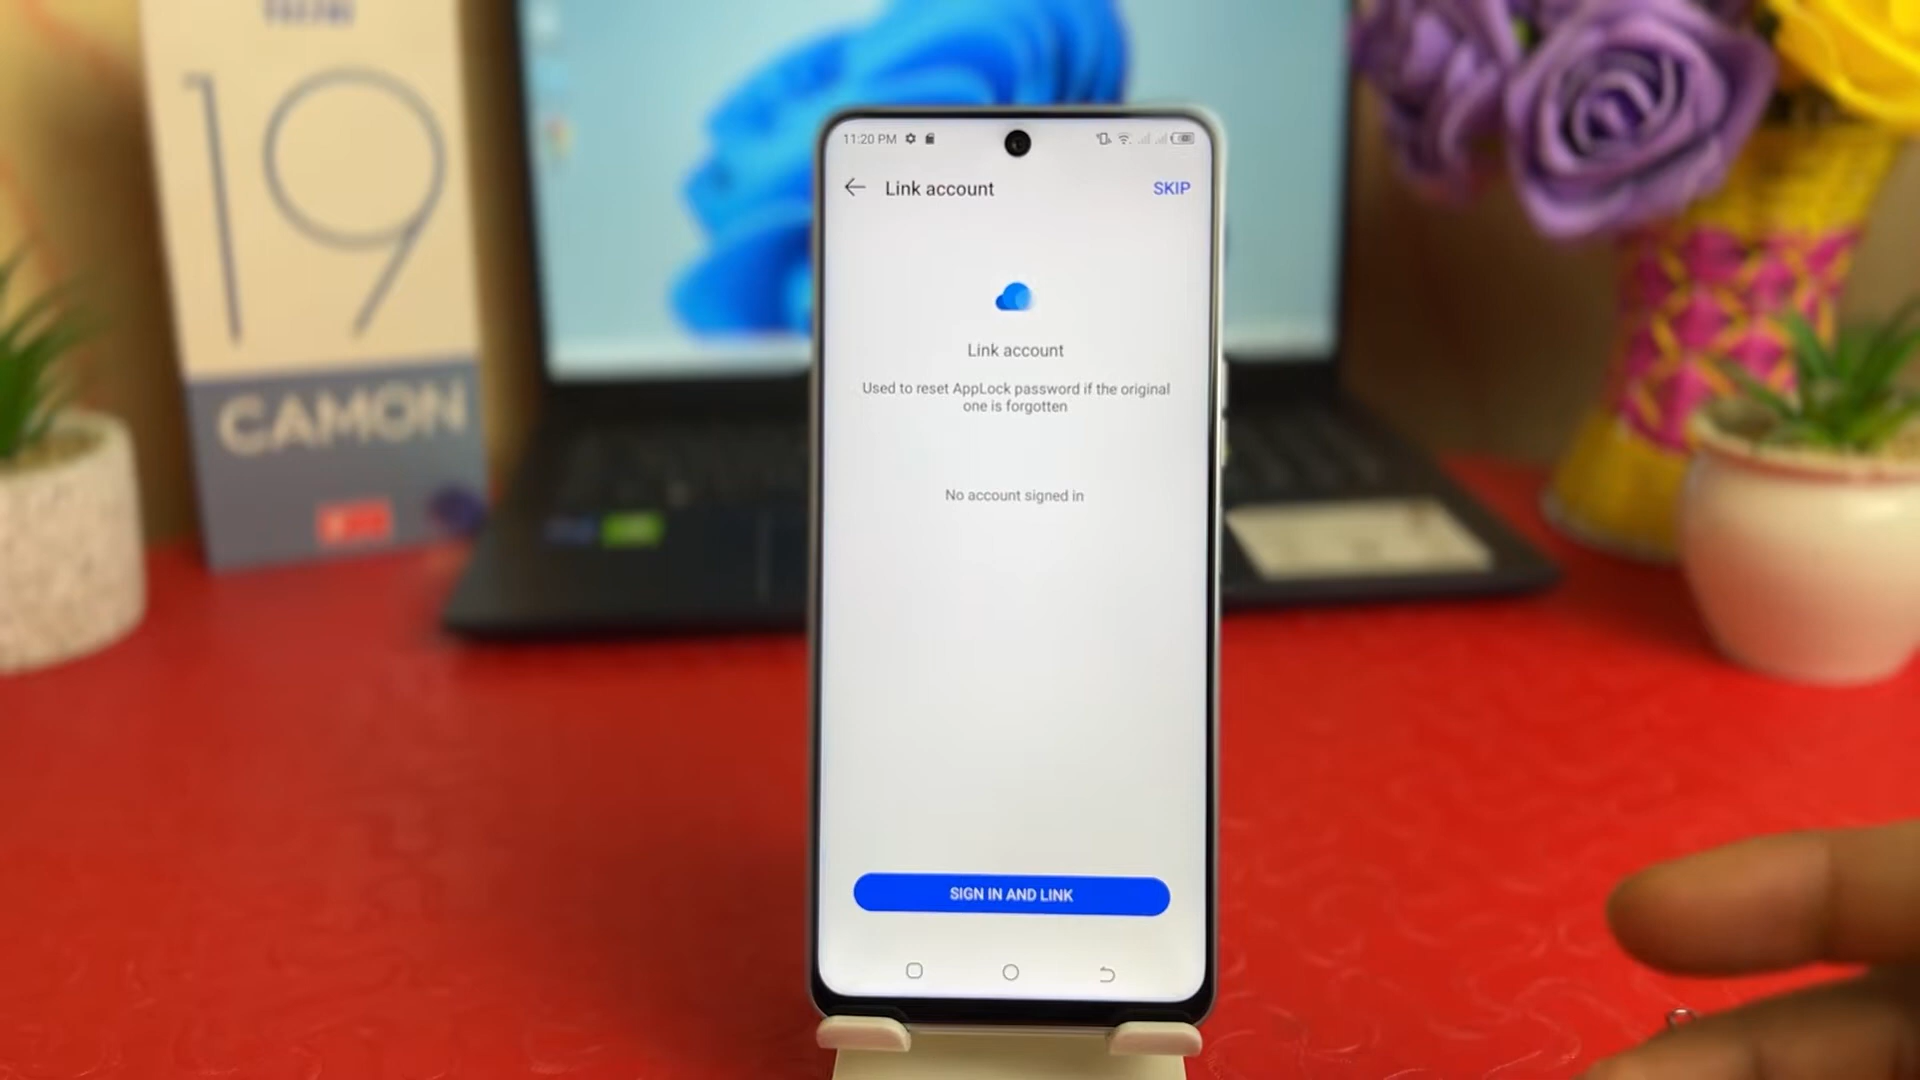 19
CAMON
11:20 PM
Link account
SKIP
Link account
Used to reset AppLock password if the original
one is forgotten
No account signed in
SIGN IN AND LINK